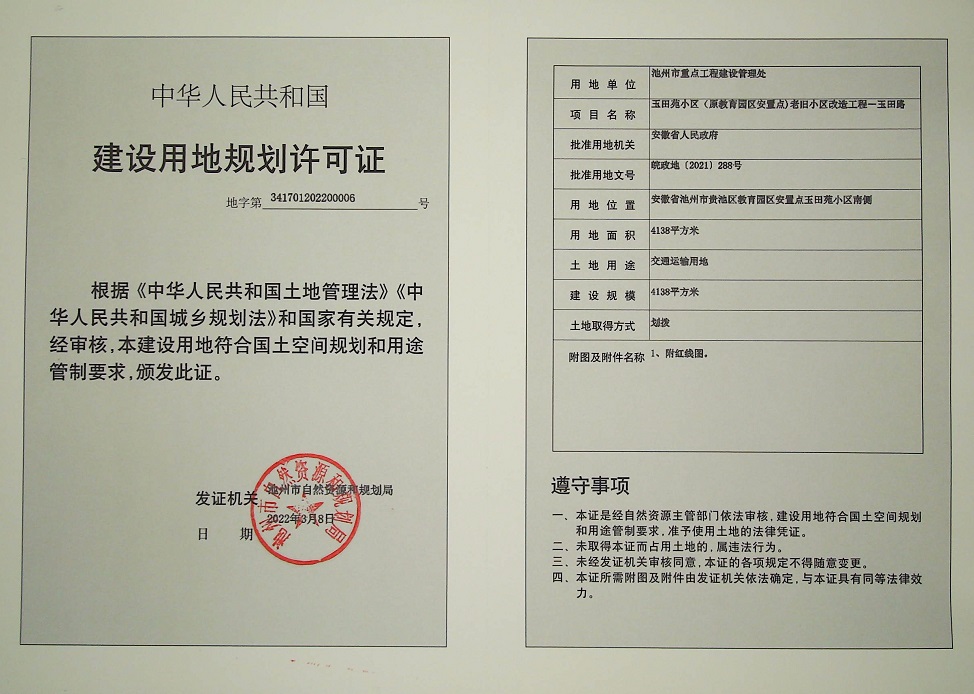 中华人民共和国
建设用地规划许可证
地字第 341701202200006 号
根据《中华人民共和国土地管理法》《中
华人民共和国城乡规划法》和国家有关规定，
经审核，本建设用地符合国土空间规划和用途
管制要求，颁发此证。
发证机关 池州市自然资源和规划局
日 期 2022年3月8日
池州市自然资源和规划局
用地单位 池州市重点工程建设管理处
项目名称 玉田苑小区（原教育园区安置点)老旧小区改造工程—玉田路
批准用地机关 安徽省人民政府
批准用地文号 皖政地〔2021〕288号
用地位置 安徽省池州市贵池区教育园区安置点玉田苑小区南侧
用地面积 4138平方米
土地用途 交通运输用地
建设规模 4138平方米
土地取得方式 划拨
附图及附件名称 1、附红线图。
遵守事项
一、本证是经自然资源主管部门依法审核，建设用地符合国土空间规划
和用途管制要求，准予使用土地的法律凭证。
二、未取得本证而占用土地的，属违法行为。
三、未经发证机关审核同意，本证的各项规定不得随意变更。
四、本证所需附图及附件由发证机关依法确定，与本证具有同等法律效
力。